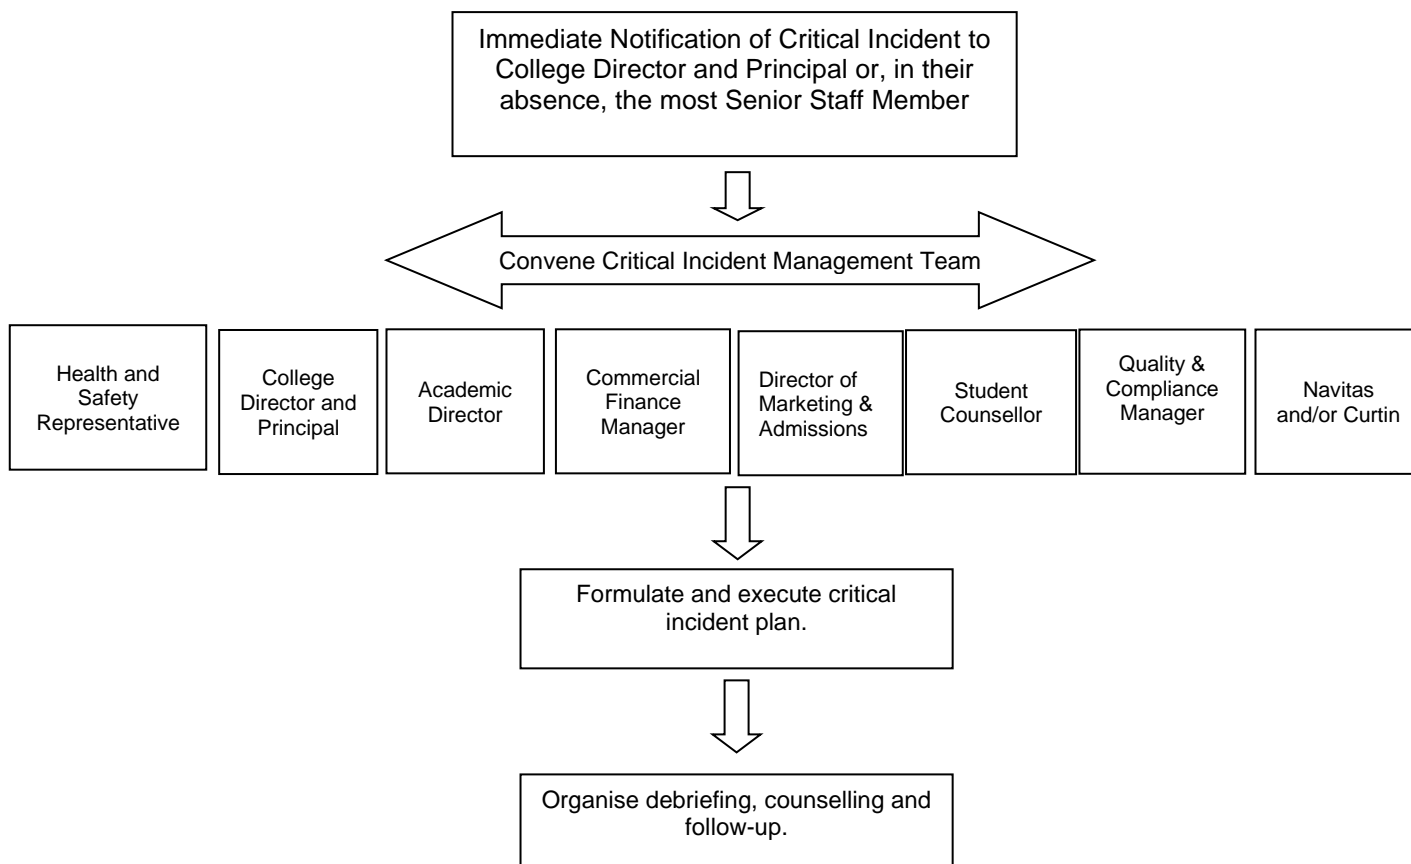 Immediate Notification of Critical Incident to
College Director and Principal or, in their
absence, the most Senior Staff Member
Convene Critical Incident Management Team
Health and
Safety
Representative
College
Director and
Principal
Academic
Director
Commercial
Finance
Manager
Director of
Marketing &
Admissions
Student
Counsellor
Quality &
Compliance
Manager
Navitas
and/or Curtin
Formulate and execute critical
incident plan.
Organise debriefing, counselling and
follow-up.